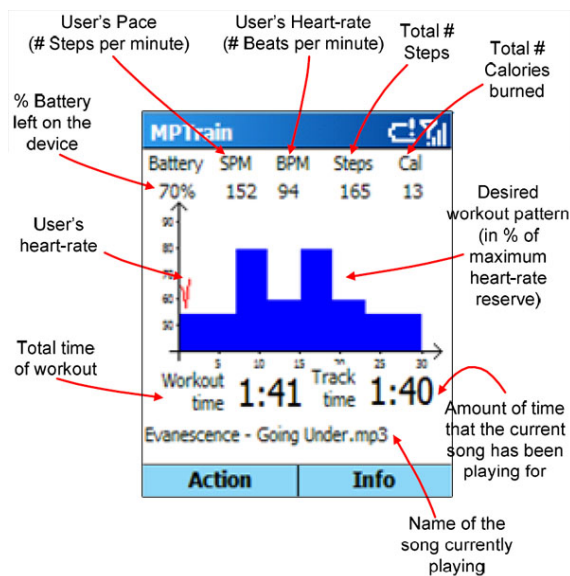 User's Pace
(# Steps per minute)
User's Heart-rate
(# Beats per minute)
Total #
Steps
Total #
Calories
burned
% Battery
left on the
device
MPTrain
Battery SPM BPM Steps Cal
70% 152 94 165 13
User's
heart-rate
90
80
70
60
50
5 10 15 20 25 30
Desired
workout pattern
(in % of
maximum
heart-rate
reserve)
Total time
of workout
Workout
time
1:41
Track
time
1:40
Amount of time
that the current
song has been
playing for
Evanescence - Going Under.mp3
Action Info
Name of the
song currently
playing